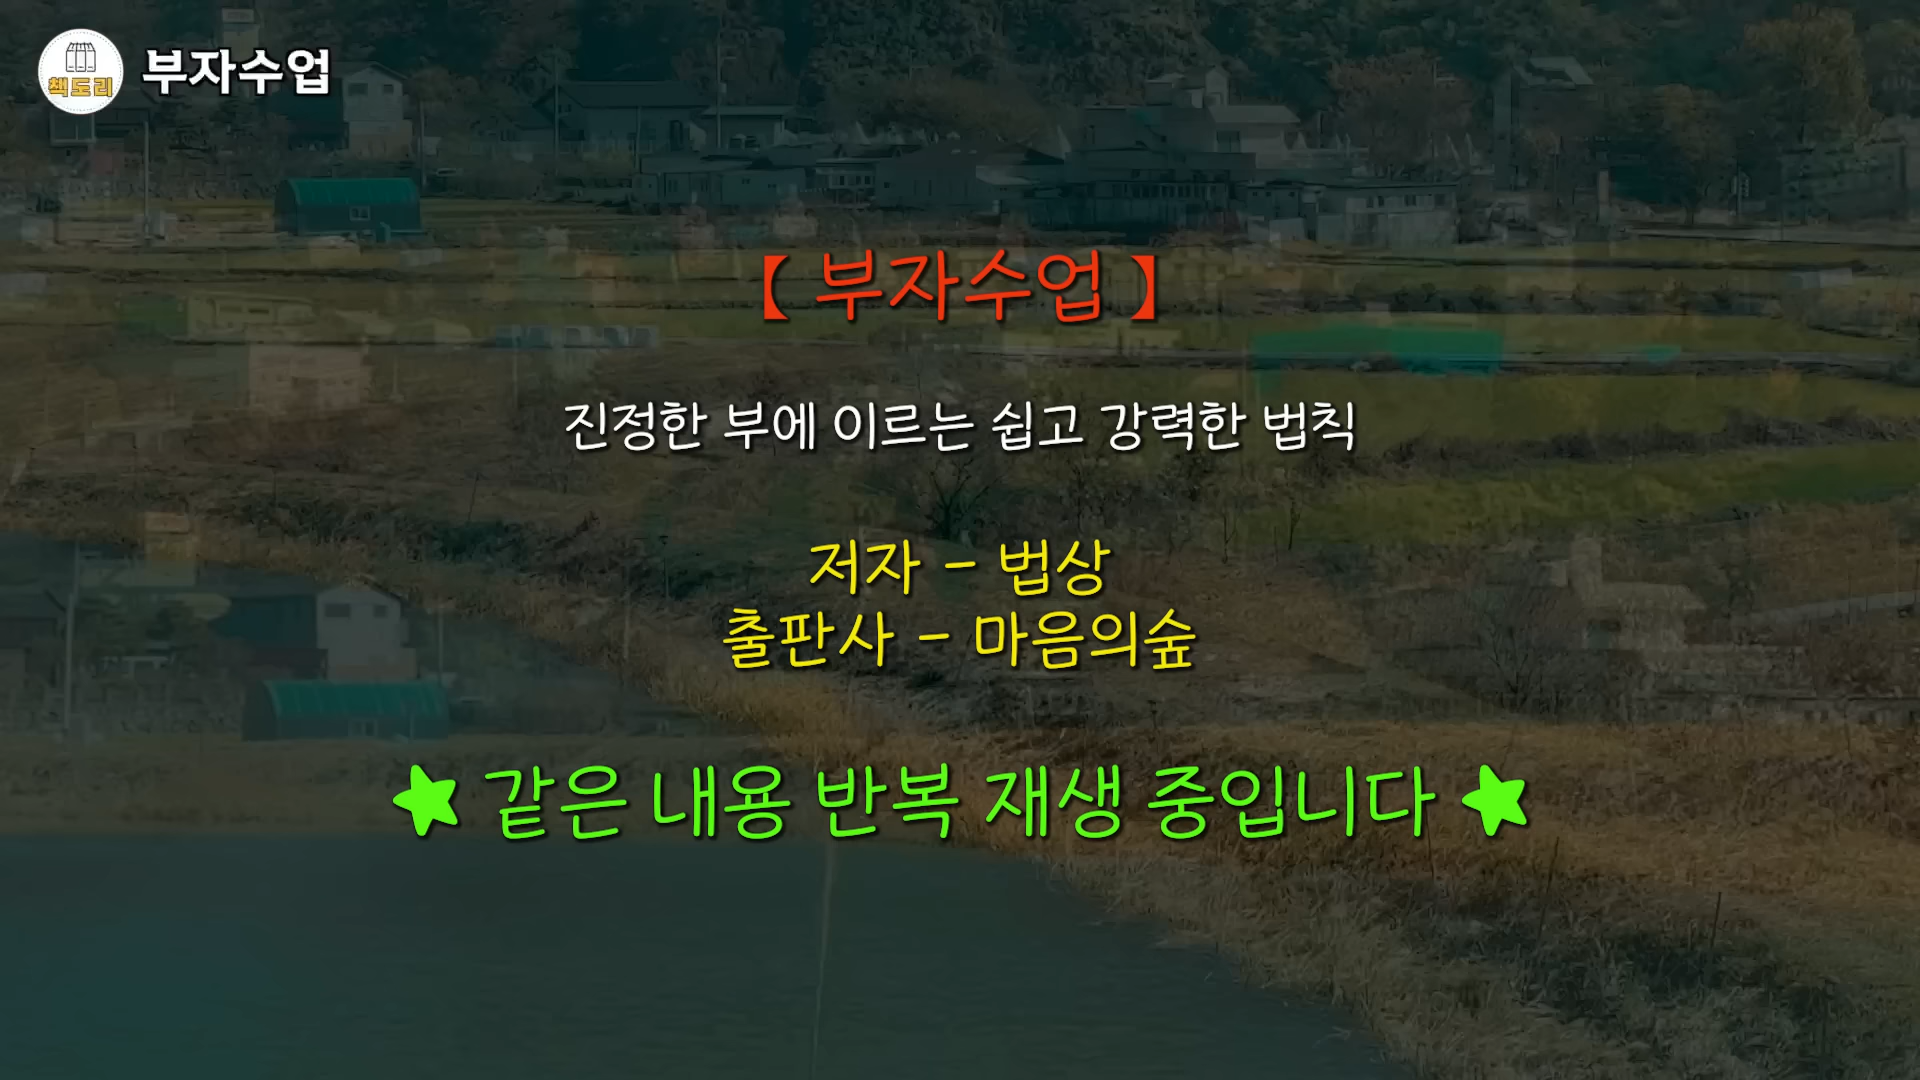 책도리
부자수업
【 부자수업 】
진정한 부에 이르는 쉽고 강력한 법칙
저자 - 법상
출판사 - 마음의숲
★ 같은 내용 반복 재생 중입니다 ★